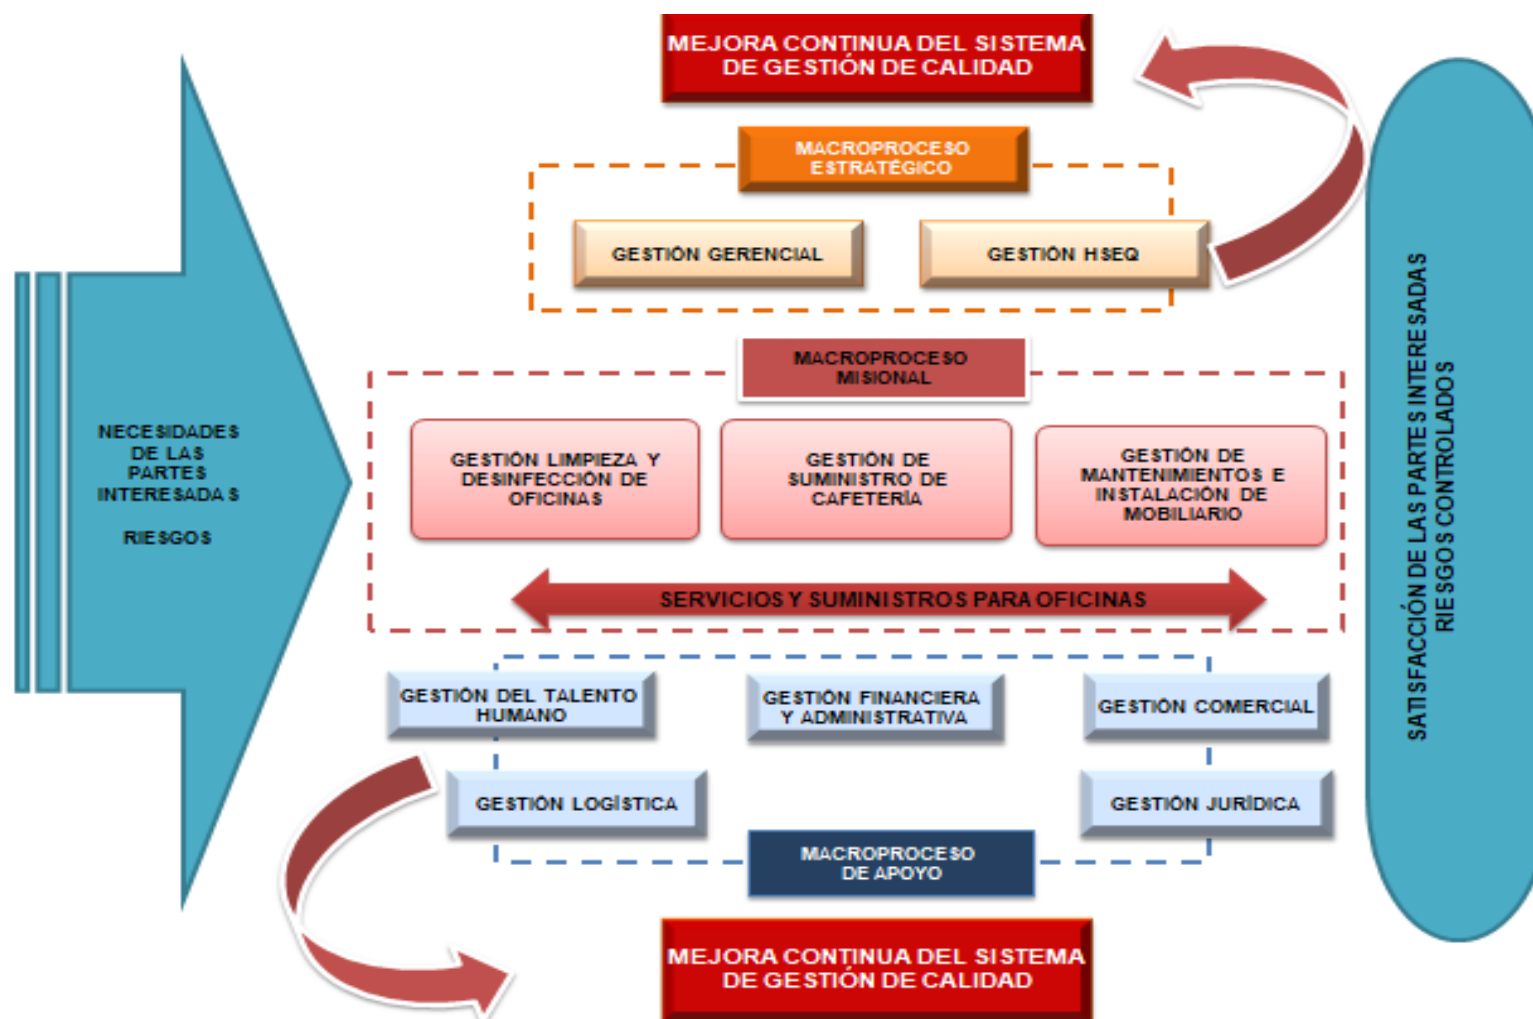 MEJORA CONTINUA DEL SISTEMA
DE GESTIÓN DE CALIDAD
MACROPROCESO
ESTRATÉGICO
GESTIÓN GERENCIAL
GESTIÓN HSEQ
NECESIDADES
DE LAS
PARTES
INTERESADAS
RIESGOS
MACROPROCESO
MISIONAL
GESTIÓN LIMPIEZA Y
DESINFECCIÓN DE
OFICINAS
GESTIÓN DE
SUMINISTRO DE
CAFETERÍA
GESTIÓN DE
MANTENIMIENTOS E
INSTALACIÓN DE
MOBILIARIO
SERVICIOS Y SUMINISTROS PARA OFICINAS
GESTIÓN DEL TALENTO
HUMANO
GESTIÓN FINANCIERA
Y ADMINISTRATIVA
GESTIÓN COMERCIAL
GESTIÓN LOGÍSTICA
GESTIÓN JURÍDICA
MACROPROCESO
DE APOYO
MEJORA CONTINUA DEL SISTEMA
DE GESTIÓN DE CALIDAD
SATISFACCIÓN DE LAS PARTES INTERESADAS
RIESGOS CONTROLADOS